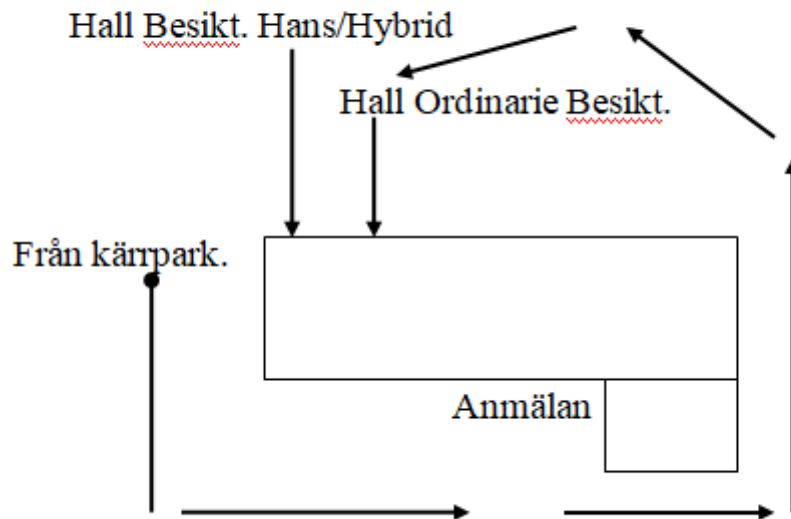 Hall Besikt. Hans/Hybrid
Hall Ordinarie Besikt.
Från kärrpark.
Anmälan